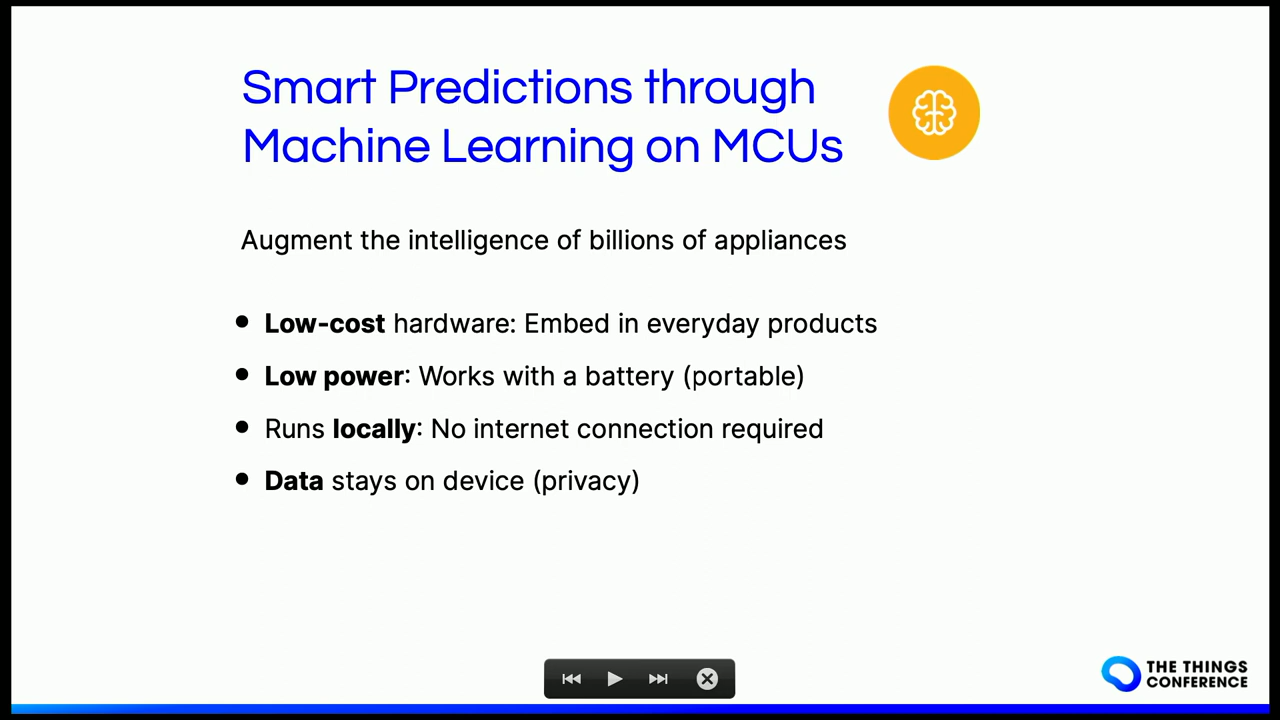 Smart Predictions through
Machine Learning on MCUs
Augment the intelligence of billions of appliances
• Low-cost hardware: Embed in everyday products
• Low power: Works with a battery (portable)
• Runs locally: No internet connection required
• Data stays on device (privacy)
THE THINGS
CONFERENCE